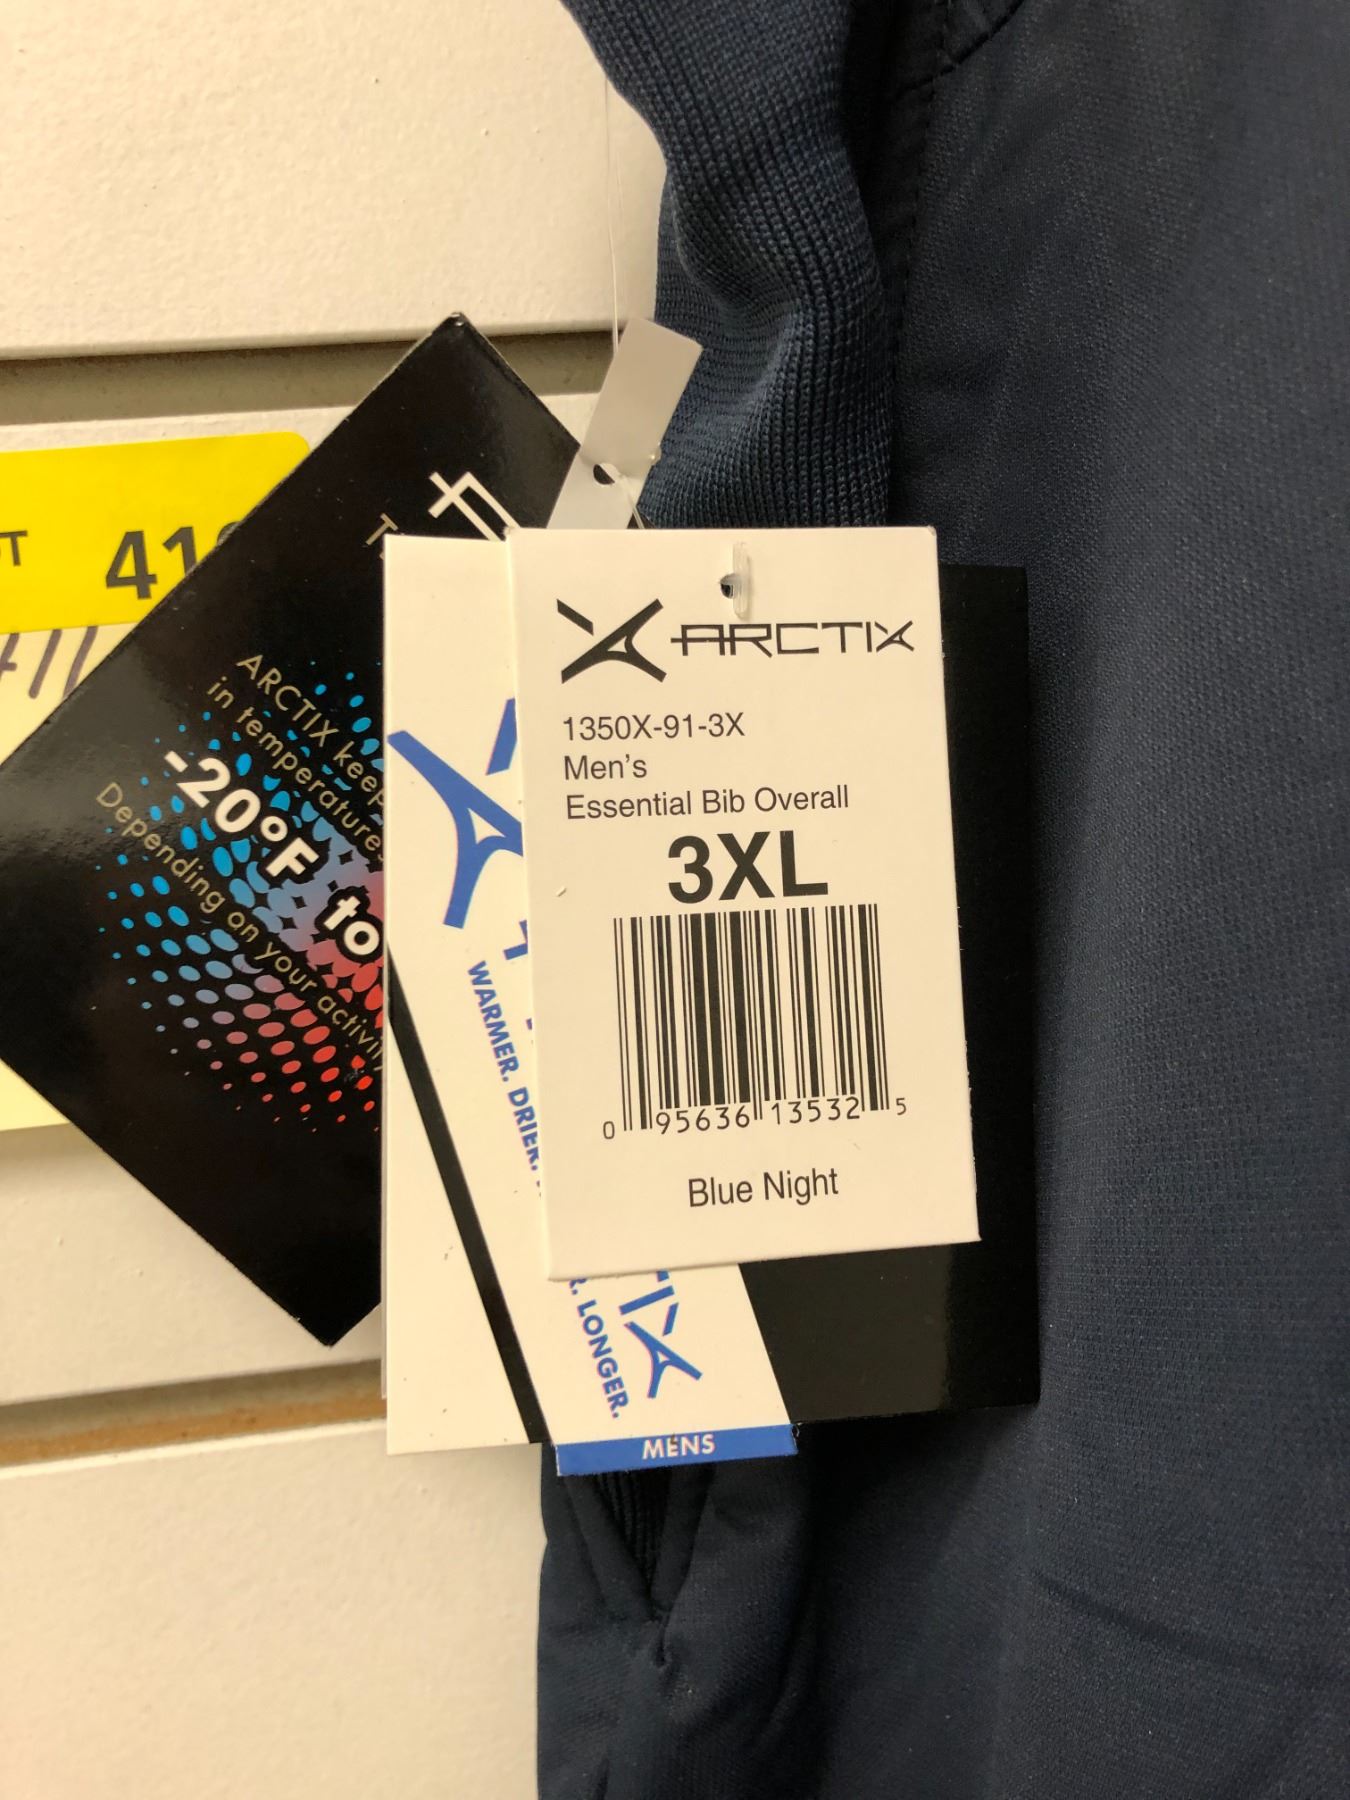 ARCTIX
1350X-91-3X
Men's
Essential Bib Overall
3XL
0 95636 13532 5
Blue Night
WARMER. DRIER.
LONGER.
MENS
ARCTIX keep
in temperatures
-20°F to
Depending on your
41